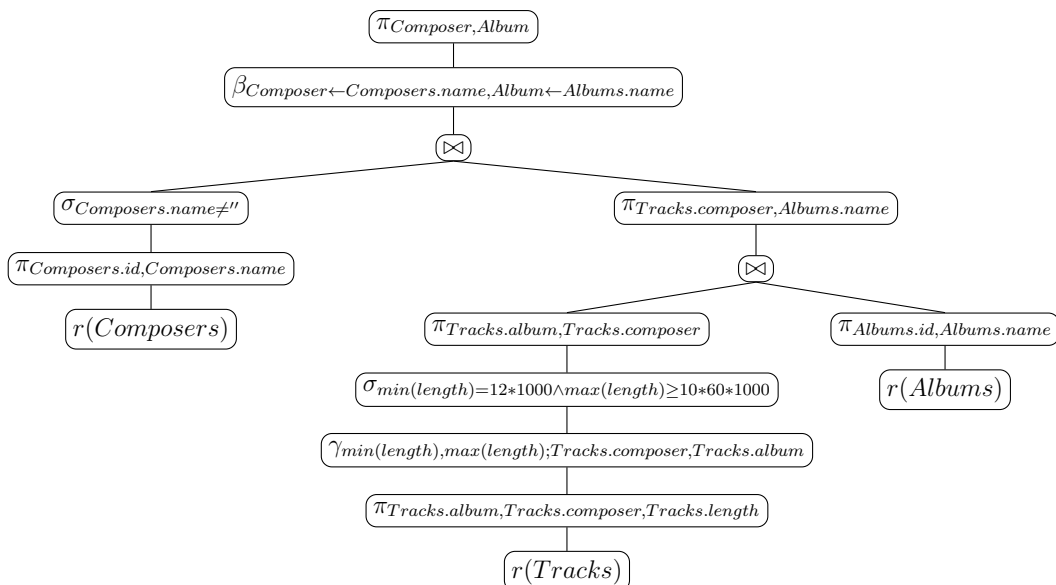 π_{Composer,Album}
β_{Composer←Composers.name,Album←Albums.name}
⋈
σ_{Composers.name≠''} π_{Tracks.composer,Albums.name}
π_{Composers.id,Composers.name} ⋈
r(Composers) π_{Tracks.album,Tracks.composer} π_{Albums.id,Albums.name}
σ_{min(length)=12*1000∧max(length)≥10*60*1000} r(Albums)
γ_{min(length),max(length);Tracks.composer,Tracks.album}
π_{Tracks.album,Tracks.composer,Tracks.length}
r(Tracks)